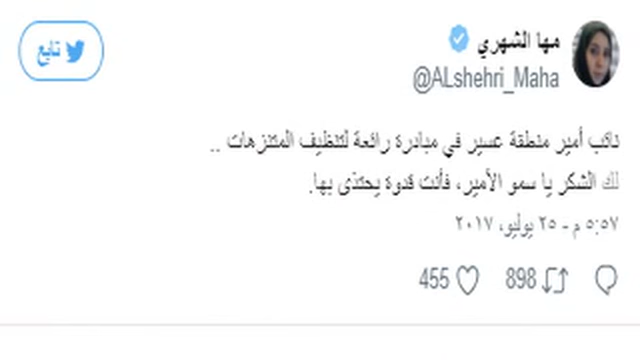 مها الشهري
تابع
@ALshehri_Maha
نائب أمير منطقة عسير في مبادرة رائعة لتنظيف المتنزهات ..
لك الشكر يا سمو الأمير، فأنت قدوة يحتذى بها.
٥:٥٧ م - ٢٥ يوليو، ٢٠١٧
898 455